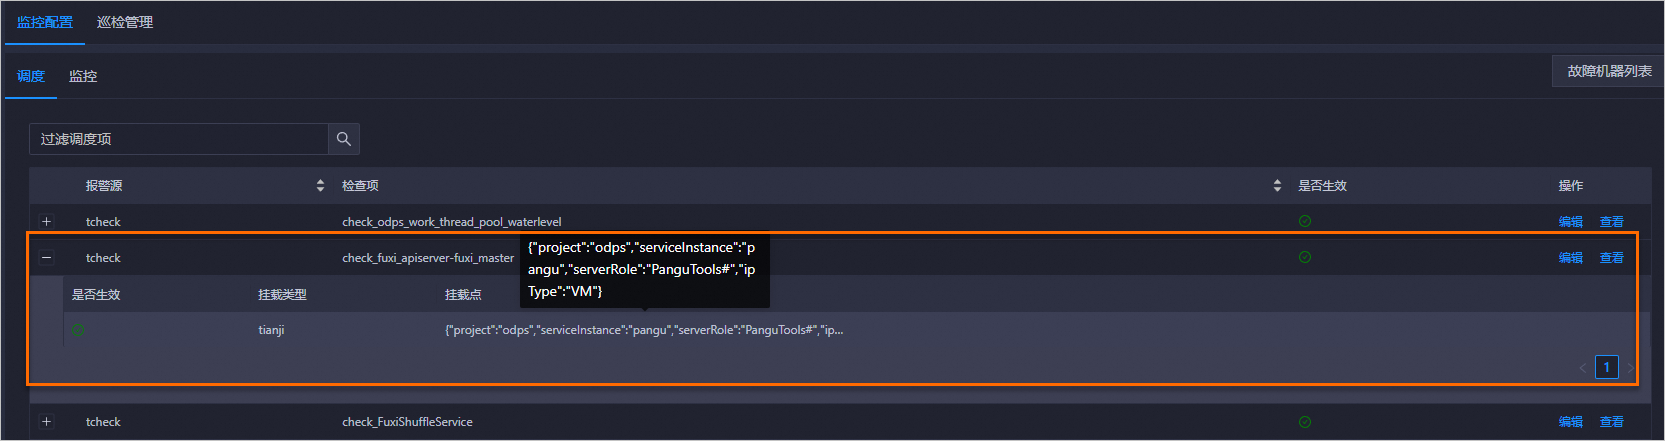 监控配置 巡检管理
调度 监控 故障机器列表
过滤调度项
报警源 检查项 是否生效 操作
tcheck check_odps_work_thread_pool_waterlevel 编辑 查看
tcheck check_fuxi_apiserver-fuxi_master 编辑 查看
{"project":"odps","serviceInstance":"p
angu","serverRole":"PanguTools#","ip
Type":"VM"}
是否生效 挂载类型 挂载点
tianji {"project":"odps","serviceInstance":"pangu","serverRole":"PanguTools#","ip...
1
tcheck check_FuxiShuffleService 编辑 查看